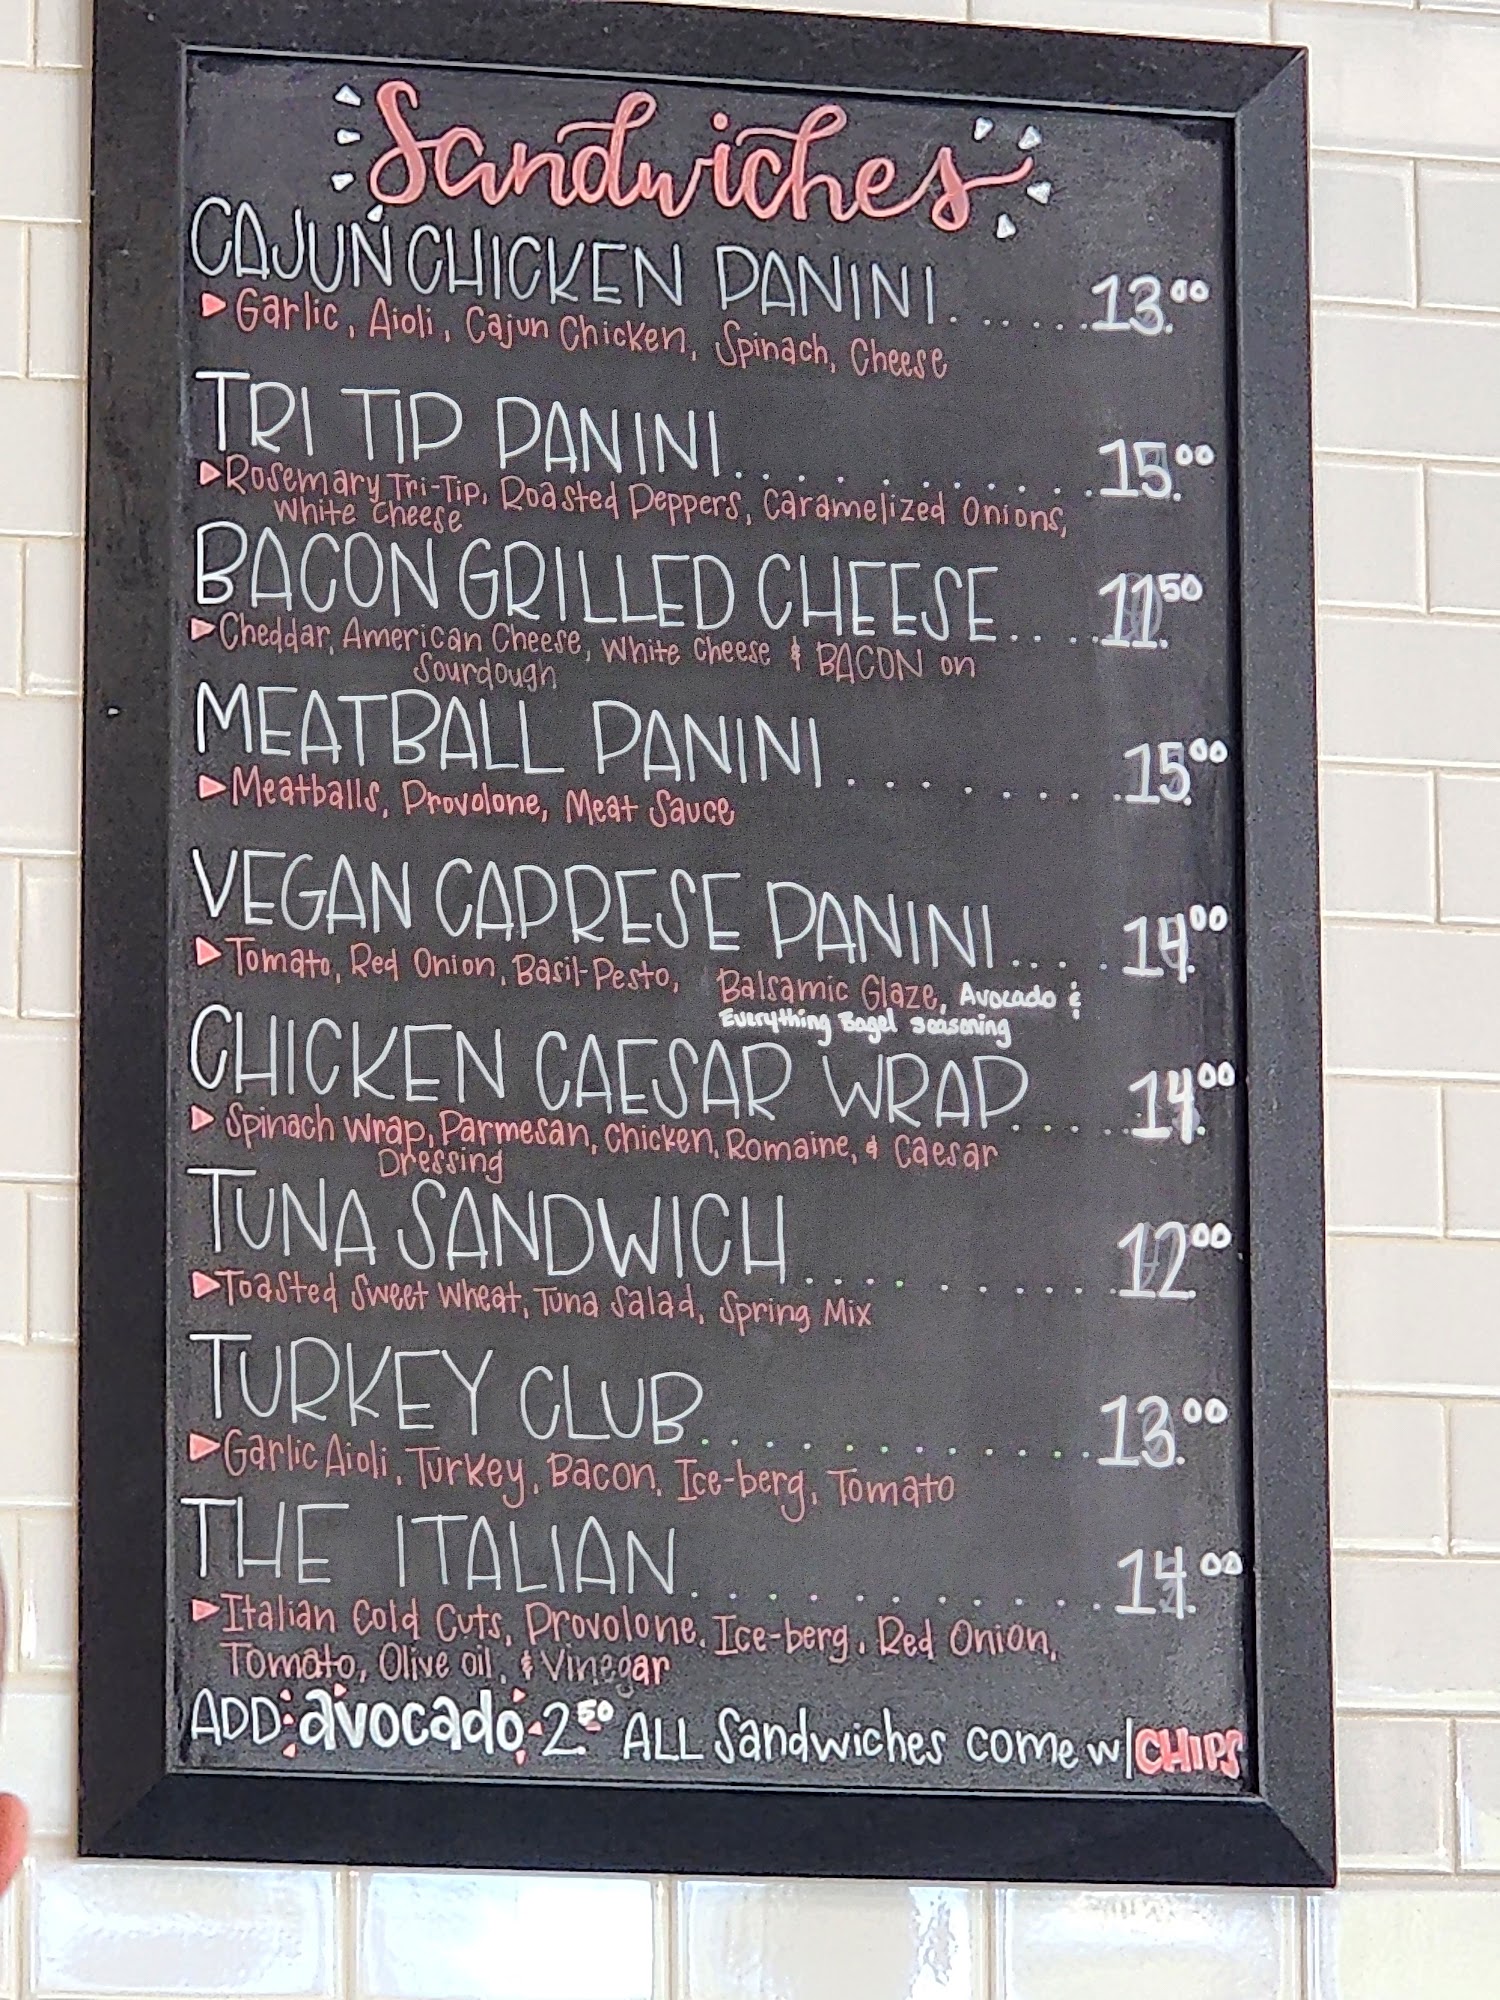 Sandwiches
CAJUN CHICKEN PANINI. . . . . .13.00
Garlic, Aioli, Cajun Chicken, Spinach, Cheese
TRI TIP PANINI. . . . . . . . . . .15.00
Rosemary Tri-Tip, Roasted Peppers, Caramelized Onions,
White Cheese
BACON GRILLED CHEESE. . . .11.50
Cheddar, American Cheese, White Cheese & BACON on
Sourdough
MEATBALL PANINI . . . . . . . .15.00
Meatballs, Provolone, Meat Sauce
VEGAN CAPRESE PANINI. . . .14.00
Tomato, Red Onion, Basil-Pesto, Balsamic Glaze, Avocado &
Everything Bagel seasoning
CHICKEN CAESAR WRAP. . . . .14.00
Spinach Wrap, Parmesan, Chicken, Romaine, & Caesar
Dressing
TUNA SANDWICH. . . . . . . . . . .12.00
Toasted Sweet Wheat, Tuna Salad, Spring Mix
TURKEY CLUB. . . . . . . . . . . .13.00
Garlic Aioli, Turkey, Bacon, Ice-berg, Tomato
THE ITALIAN. . . . . . . . . . . .14.00
Italian Cold Cuts, Provolone, Ice-berg, Red Onion,
Tomato, Olive oil, & Vinegar
ADD avocado 2.50 ALL Sandwiches come w/CHIPS